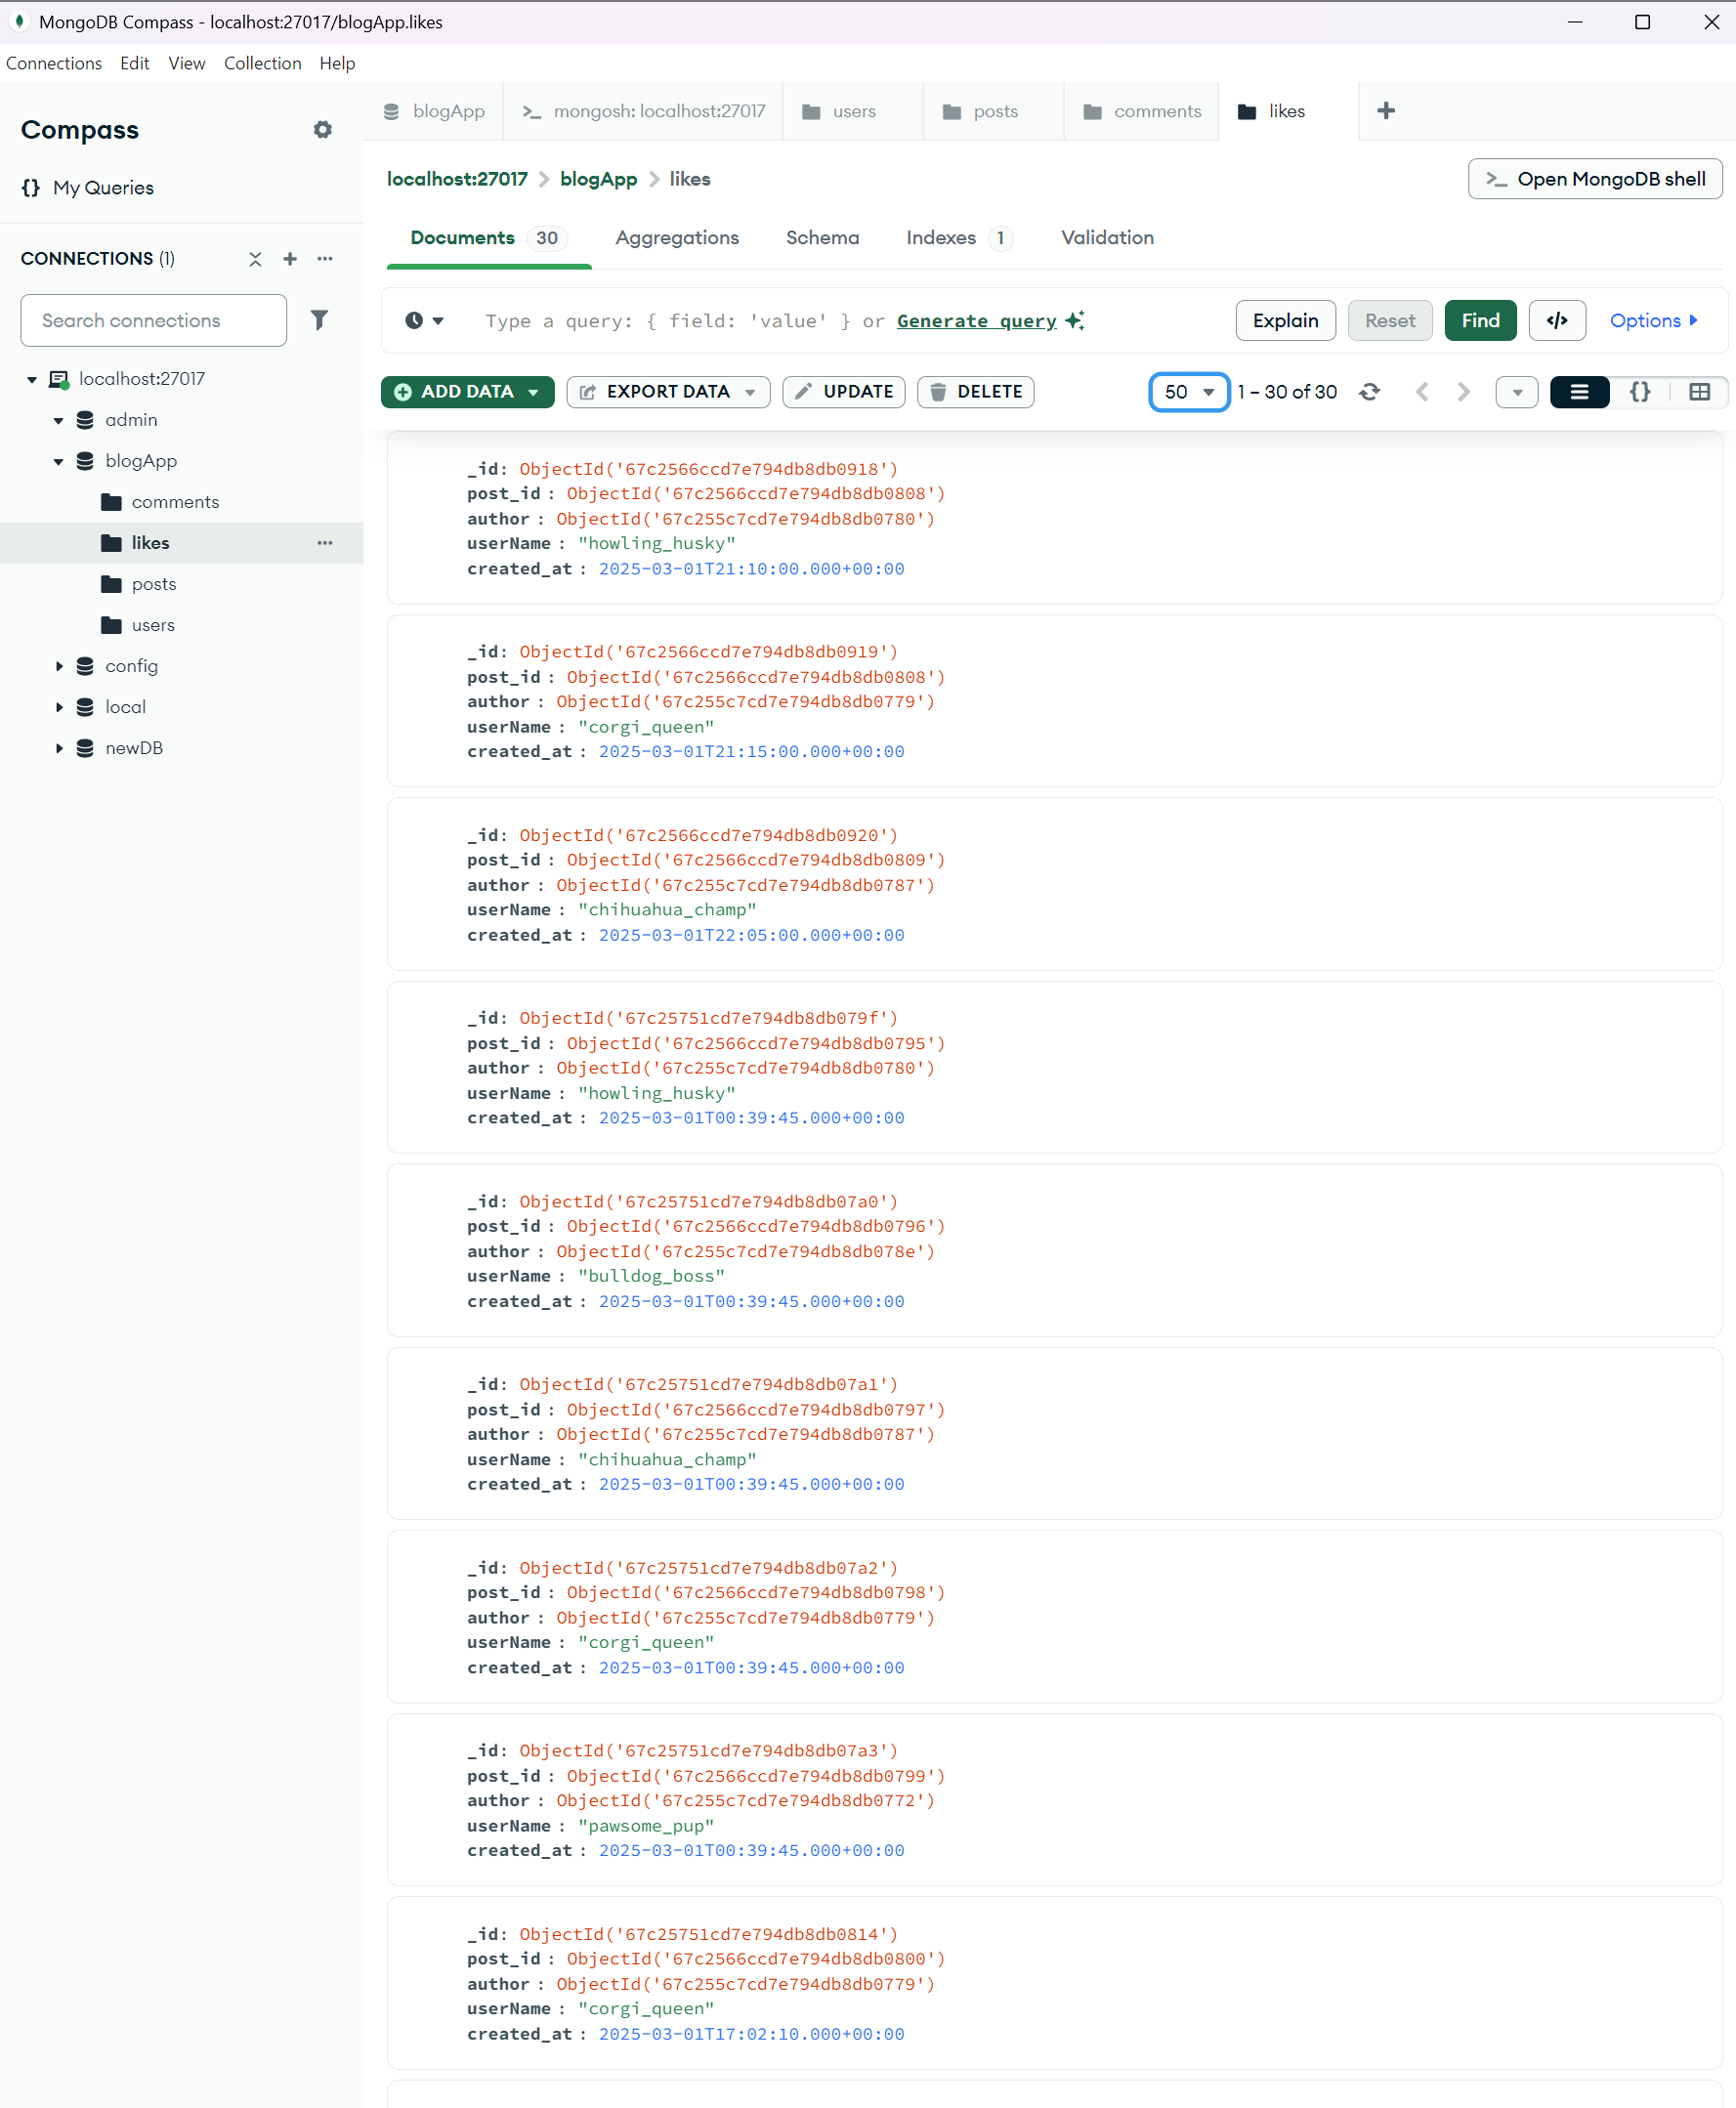 MongoDB Compass - localhost:27017/blogApp.likes
Connections Edit View Collection Help
Compass
{} My Queries
CONNECTIONS (1)
Search connections
localhost:27017
admin
blogApp
comments
likes
posts
users
config
local
newDB
blogApp
>_ mongosh: localhost:27017
users
posts
comments
likes
localhost:27017 > blogApp > likes
>_ Open MongoDB shell
Documents 30
Aggregations
Schema
Indexes 1
Validation
Type a query: { field: 'value' } or Generate query
Explain
Reset
Find
</>
Options
ADD DATA
EXPORT DATA
UPDATE
DELETE
50
1 – 30 of 30
{}
_id: ObjectId('67c2566ccd7e794db8db0918')
post_id : ObjectId('67c2566ccd7e794db8db0808')
author : ObjectId('67c255c7cd7e794db8db0780')
userName : "howling_husky"
created_at : 2025-03-01T21:10:00.000+00:00
_id: ObjectId('67c2566ccd7e794db8db0919')
post_id : ObjectId('67c2566ccd7e794db8db0808')
author : ObjectId('67c255c7cd7e794db8db0779')
userName : "corgi_queen"
created_at : 2025-03-01T21:15:00.000+00:00
_id: ObjectId('67c2566ccd7e794db8db0920')
post_id : ObjectId('67c2566ccd7e794db8db0809')
author : ObjectId('67c255c7cd7e794db8db0787')
userName : "chihuahua_champ"
created_at : 2025-03-01T22:05:00.000+00:00
_id: ObjectId('67c25751cd7e794db8db079f')
post_id : ObjectId('67c2566ccd7e794db8db0795')
author : ObjectId('67c255c7cd7e794db8db0780')
userName : "howling_husky"
created_at : 2025-03-01T00:39:45.000+00:00
_id: ObjectId('67c25751cd7e794db8db07a0')
post_id : ObjectId('67c2566ccd7e794db8db0796')
author : ObjectId('67c255c7cd7e794db8db078e')
userName : "bulldog_boss"
created_at : 2025-03-01T00:39:45.000+00:00
_id: ObjectId('67c25751cd7e794db8db07a1')
post_id : ObjectId('67c2566ccd7e794db8db0797')
author : ObjectId('67c255c7cd7e794db8db0787')
userName : "chihuahua_champ"
created_at : 2025-03-01T00:39:45.000+00:00
_id: ObjectId('67c25751cd7e794db8db07a2')
post_id : ObjectId('67c2566ccd7e794db8db0798')
author : ObjectId('67c255c7cd7e794db8db0779')
userName : "corgi_queen"
created_at : 2025-03-01T00:39:45.000+00:00
_id: ObjectId('67c25751cd7e794db8db07a3')
post_id : ObjectId('67c2566ccd7e794db8db0799')
author : ObjectId('67c255c7cd7e794db8db0772')
userName : "pawsome_pup"
created_at : 2025-03-01T00:39:45.000+00:00
_id: ObjectId('67c25751cd7e794db8db0814')
post_id : ObjectId('67c2566ccd7e794db8db0800')
author : ObjectId('67c255c7cd7e794db8db0779')
userName : "corgi_queen"
created_at : 2025-03-01T17:02:10.000+00:00